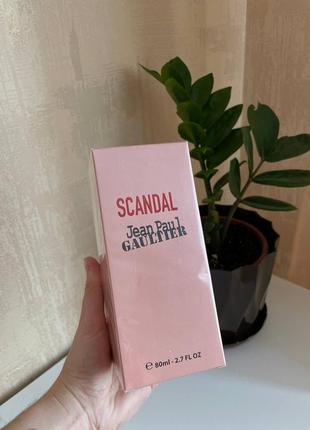 SCANDAL
Jean Paul
GAULTIER
℮ 80ml - 2.7 FL OZ